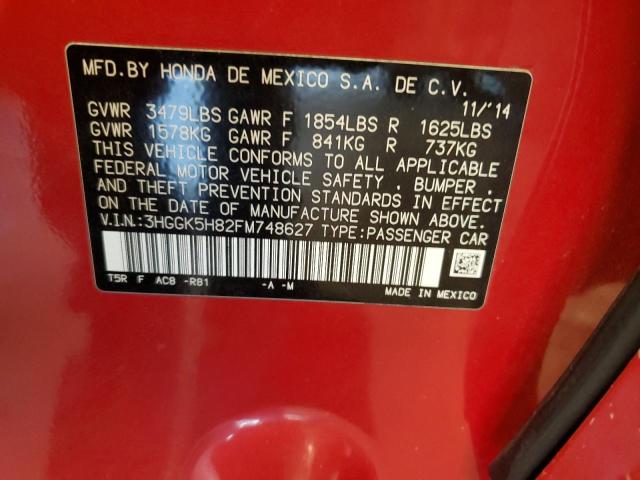 MFD. BY HONDA DE MEXICO S.A. DE C.V.
11/'14
GVWR 3479LBS GAWR F 1854LBS R 1625LBS
GVWR 1578KG GAWR F 841KG R 737KG
THIS VEHICLE CONFORMS TO ALL APPLICABLE
FEDERAL MOTOR VEHICLE SAFETY, BUMPER,
AND THEFT PREVENTION STANDARDS IN EFFECT
ON THE DATE OF MANUFACTURE SHOWN ABOVE.
V.I.N.:3HGGK5H82FM748627 TYPE:PASSENGER CAR
T5R F AC8 -R81 -A -M
MADE IN MEXICO